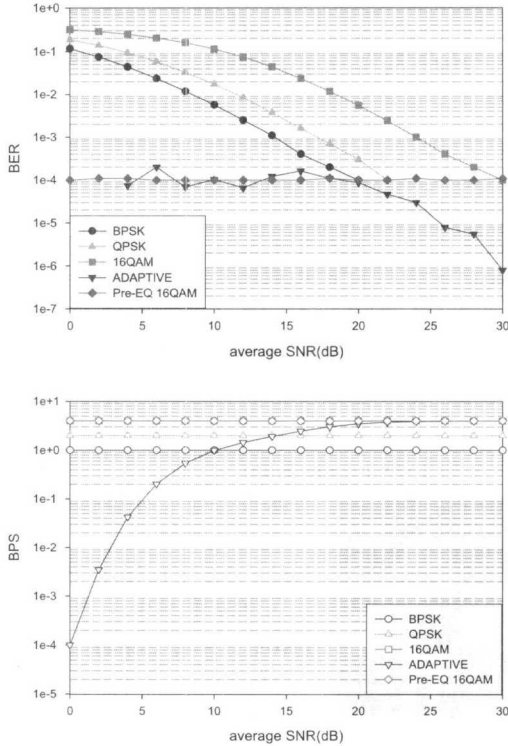 1e+0
1e-1
1e-2
1e-3
1e-4
1e-5
1e-6
1e-7
BER
BPSK
QPSK
16QAM
ADAPTIVE
Pre-EQ 16QAM
0 5 10 15 20 25 30
average SNR(dB)
1e+1
1e+0
1e-1
1e-2
1e-3
1e-4
1e-5
BPS
BPSK
QPSK
16QAM
ADAPTIVE
Pre-EQ 16QAM
0 5 10 15 20 25 30
average SNR(dB)